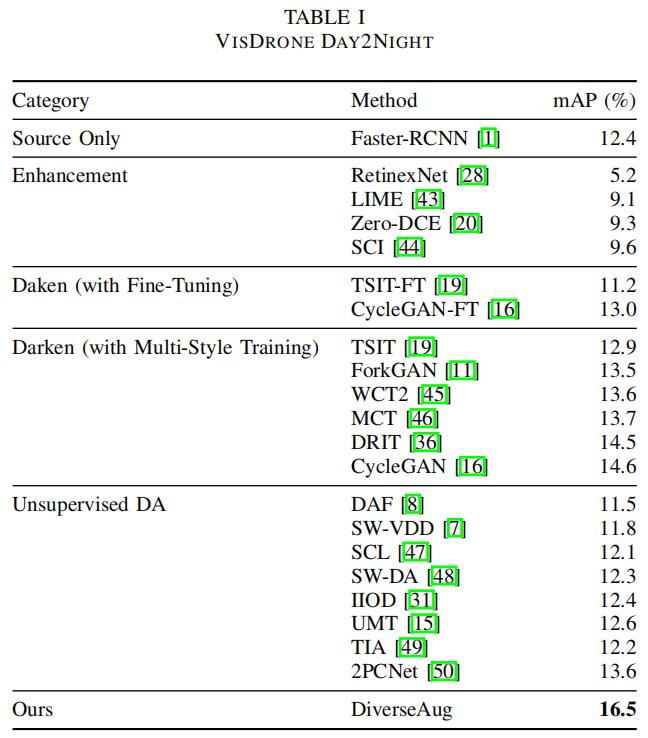 TABLE I
VISDRONE DAY2NIGHT
Category Method mAP (%)
Source Only Faster-RCNN [1] 12.4
Enhancement RetinexNet [28] 5.2
LIME [43] 9.1
Zero-DCE [20] 9.3
SCI [44] 9.6
Daken (with Fine-Tuning) TSIT-FT [19] 11.2
CycleGAN-FT [16] 13.0
Darken (with Multi-Style Training) TSIT [19] 12.9
ForkGAN [11] 13.5
WCT2 [45] 13.6
MCT [46] 13.7
DRIT [36] 14.5
CycleGAN [16] 14.6
Unsupervised DA DAF [8] 11.5
SW-VDD [7] 11.8
SCL [47] 12.1
SW-DA [48] 12.3
IIOD [31] 12.4
UMT [15] 12.6
TIA [49] 12.2
2PCNet [50] 13.6
Ours DiverseAug 16.5